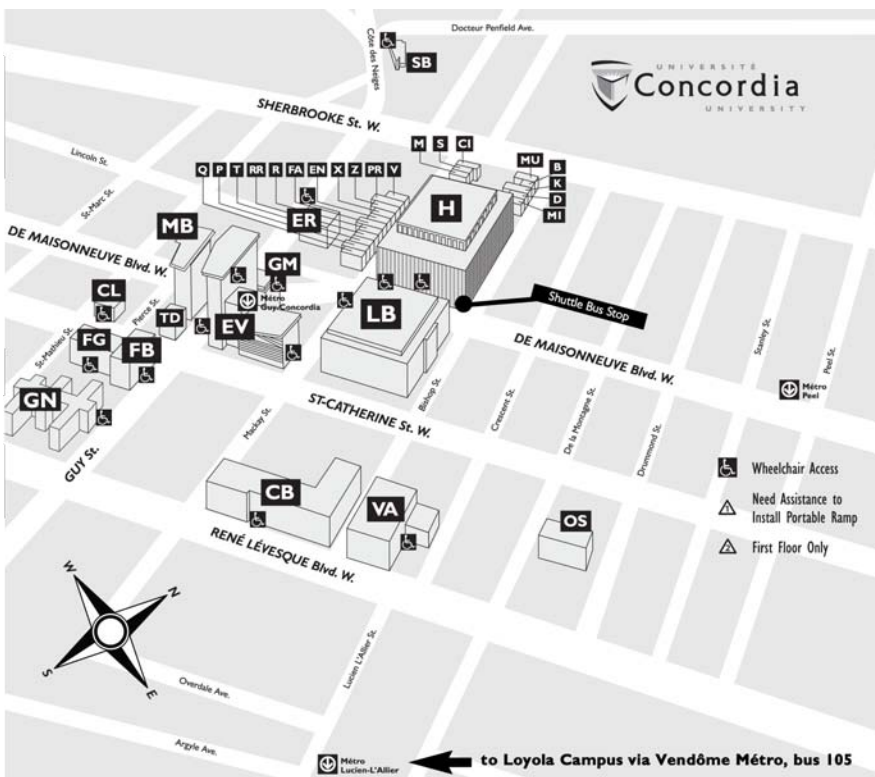 Docteur Penfield Ave.
Côte des Neiges
SB
UNIVERSITÉ
Concordia
UNIVERSITY
SHERBROOKE St. W.
Lincoln St.
St-Marc St.
M S CI
MU
B
K
D
MI
Q P T RR R FA EN X Z PR V
H
ER
MB
DE MAISONNEUVE Blvd. W.
GM
Métro
Guy/Concordia
CL
Pierce St.
TD
EV
LB
Shuttle Bus Stop
St-Mathieu St.
FG
FB
DE MAISONNEUVE Blvd. W.
Stanley St.
Peel St.
Métro
Peel
GN
ST-CATHERINE St. W.
Bishop St.
Crescent St.
De la Montagne St.
Drummond St.
Mackay St.
GUY St.
CB
VA
OS
Wheelchair Access
1
Need Assistance to
Install Portable Ramp
2
First Floor Only
RENÉ LÉVESQUE Blvd. W.
W
N
S
E
Lucien L'Allier St.
Overdale Ave.
Argyle Ave.
Métro
Lucien-L'Allier
to Loyola Campus via Vendôme Métro, bus 105